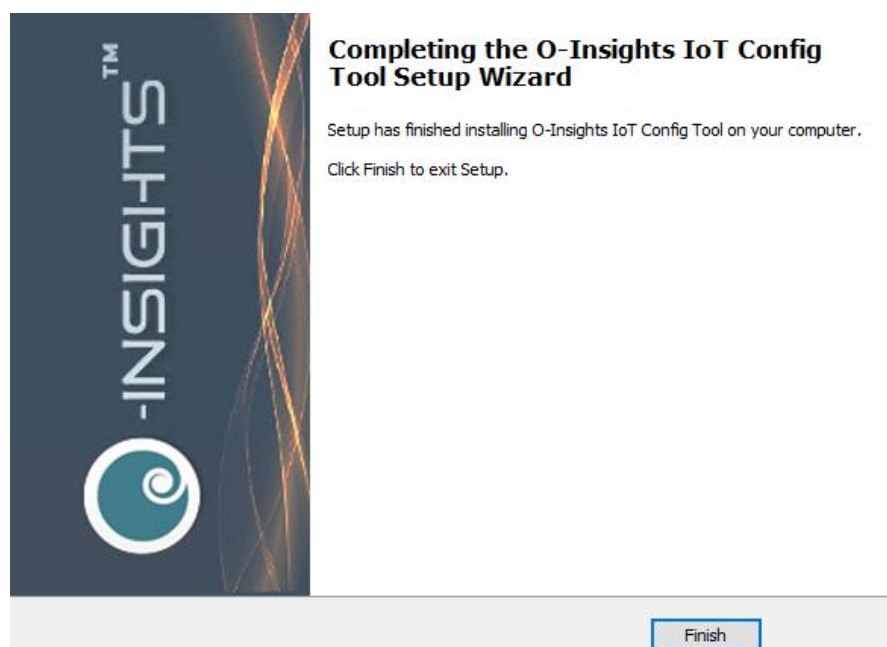 -INSIGHTS™
Completing the O-Insights IoT Config
Tool Setup Wizard
Setup has finished installing O-Insights IoT Config Tool on your computer.
Click Finish to exit Setup.
Finish